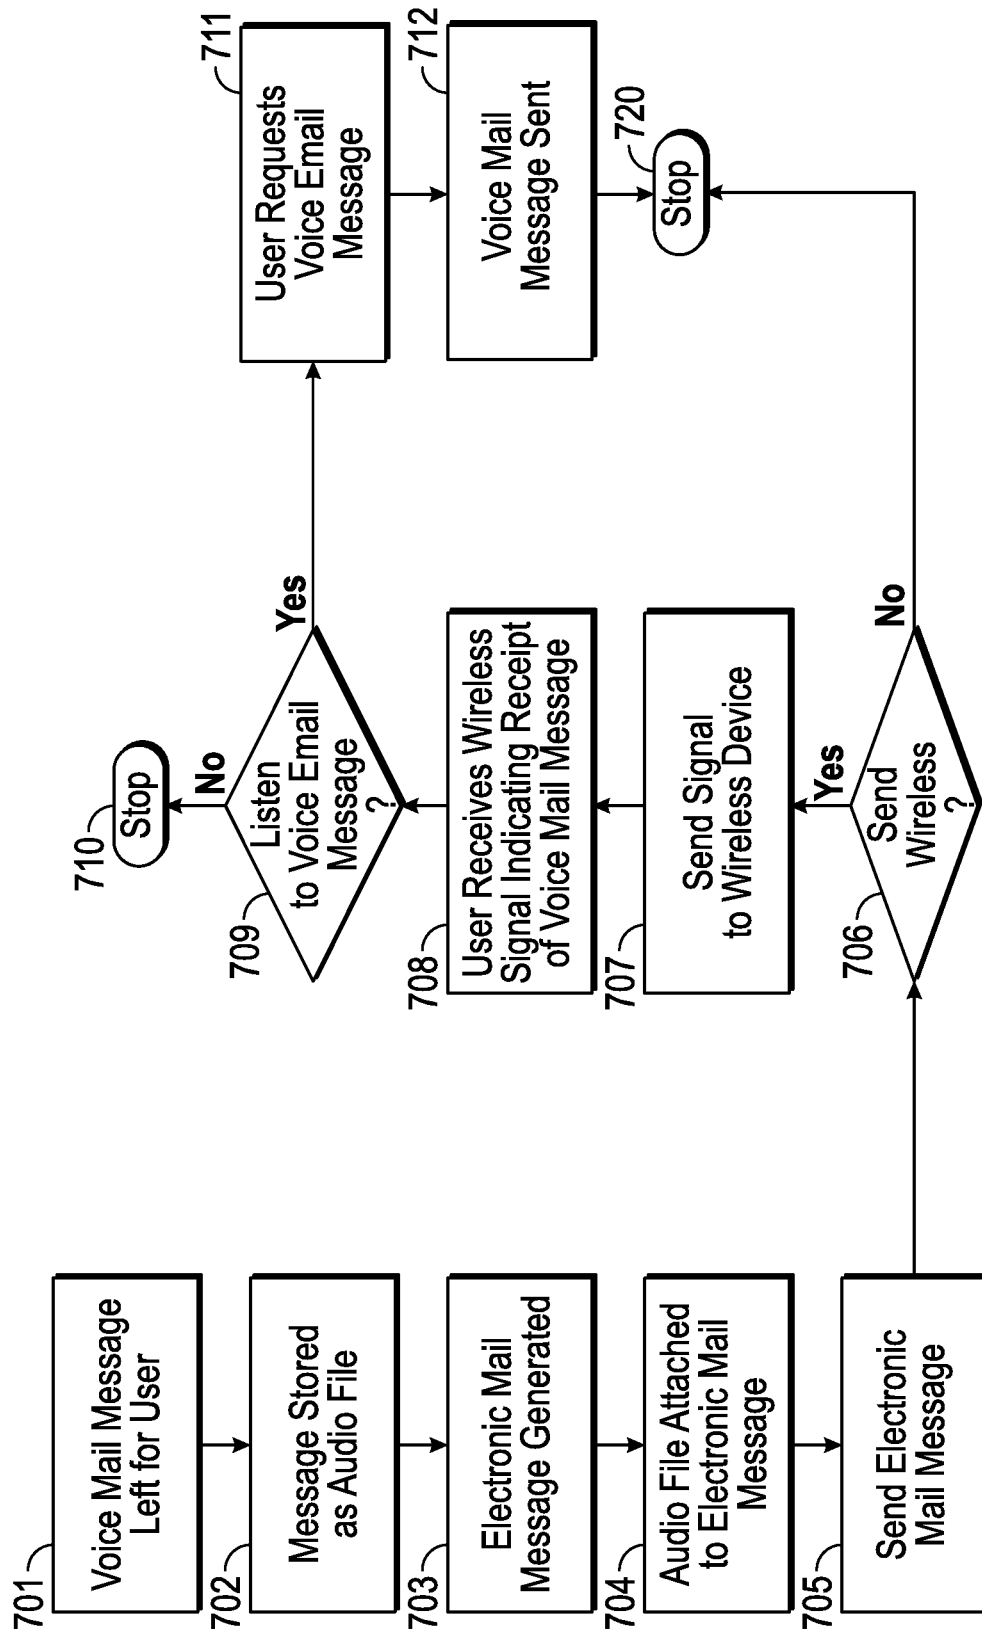 701
Voice Mail Message
Left for User
702
Message Stored
as Audio File
703
Electronic Mail
Message Generated
704
Audio File Attached
to Electronic Mail
Message
705
Send Electronic
Mail Message
706
Send
Wireless
?
Yes
No
707
Send Signal
to Wireless Device
708
User Receives Wireless
Signal Indicating Receipt
of Voice Mail Message
709
Listen
to Voice Email
Message
?
No
Yes
710
Stop
711
User Requests
Voice Email
Message
712
Voice Mail
Message Sent
720
Stop